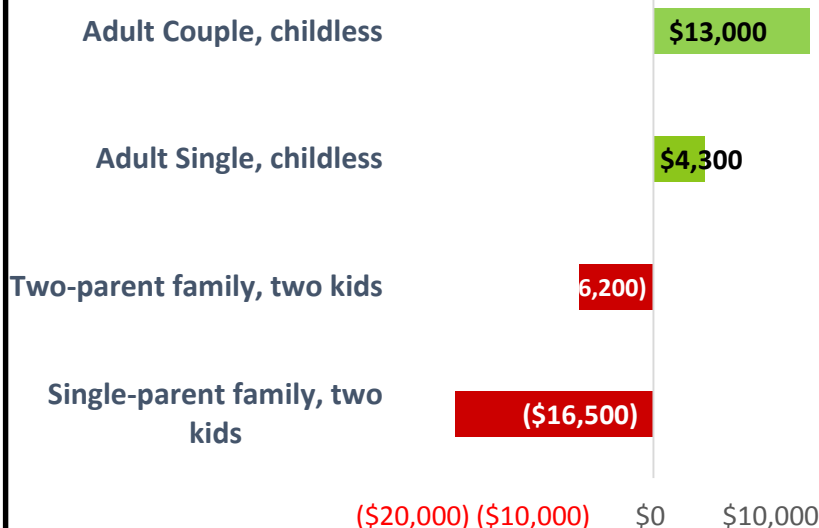 Adult Couple, childless
$13,000
Adult Single, childless
$4,300
Two-parent family, two kids
6,200)
Single-parent family, two
kids
($16,500)
($20,000) ($10,000) $0 $10,000